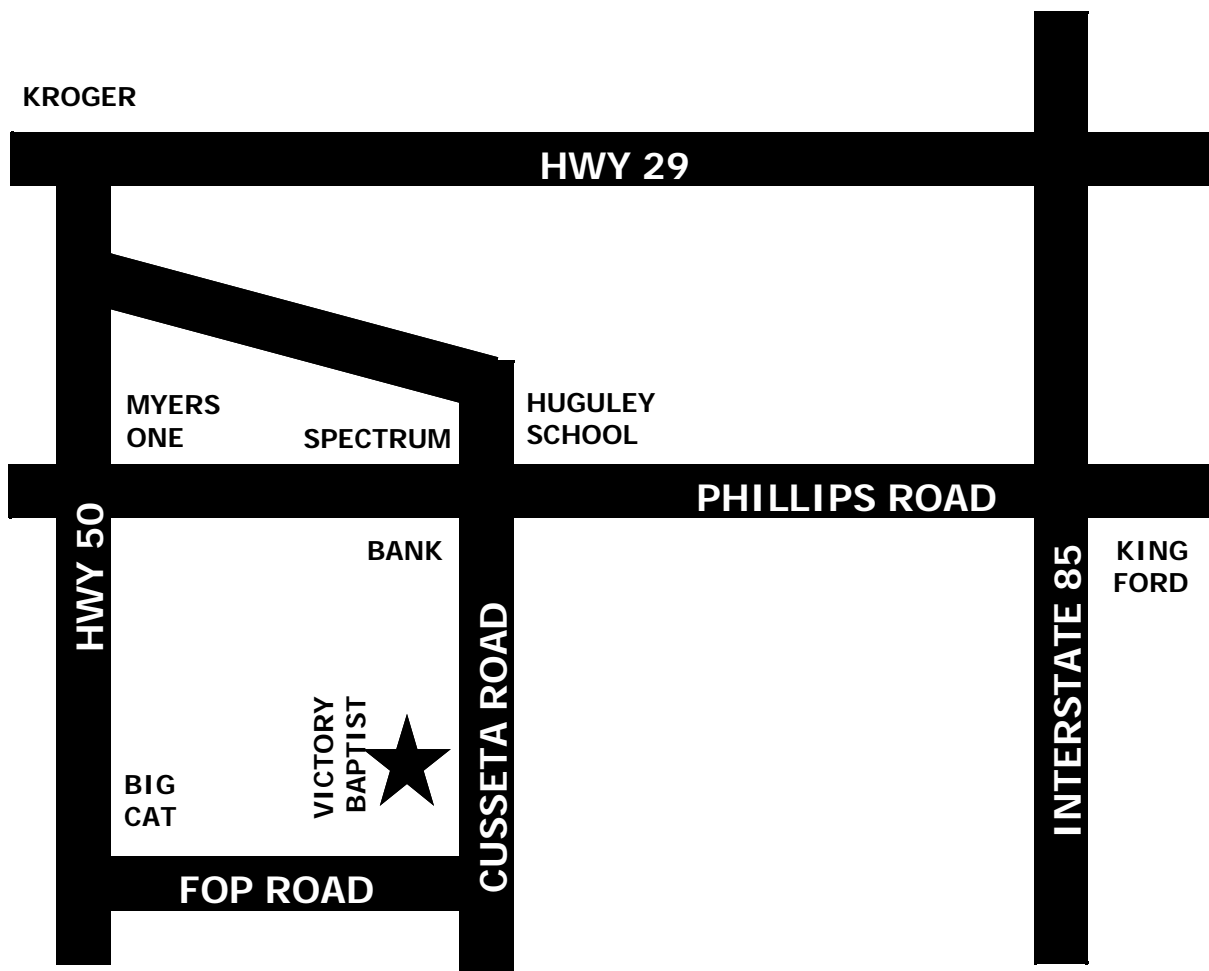 KROGER
HWY 29
MYERS
ONE
SPECTRUM
HUGULEY
SCHOOL
PHILLIPS ROAD
HWY 50
BANK
INTERSTATE 85
KING
FORD
CUSSETA ROAD
VICTORY
BAPTIST
BIG
CAT
FOP ROAD